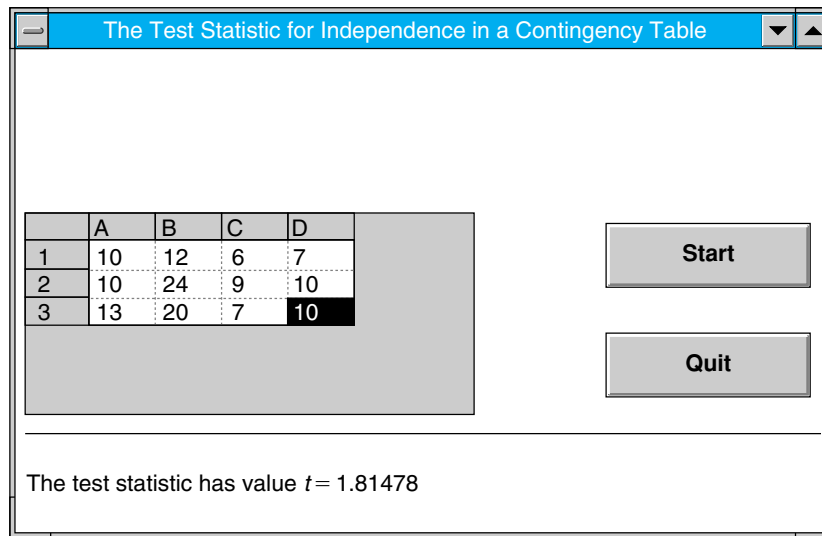 The Test Statistic for Independence in a Contingency Table
A B C D
1 10 12 6 7
2 10 24 9 10
3 13 20 7 10
Start
Quit
The test statistic has value t = 1.81478